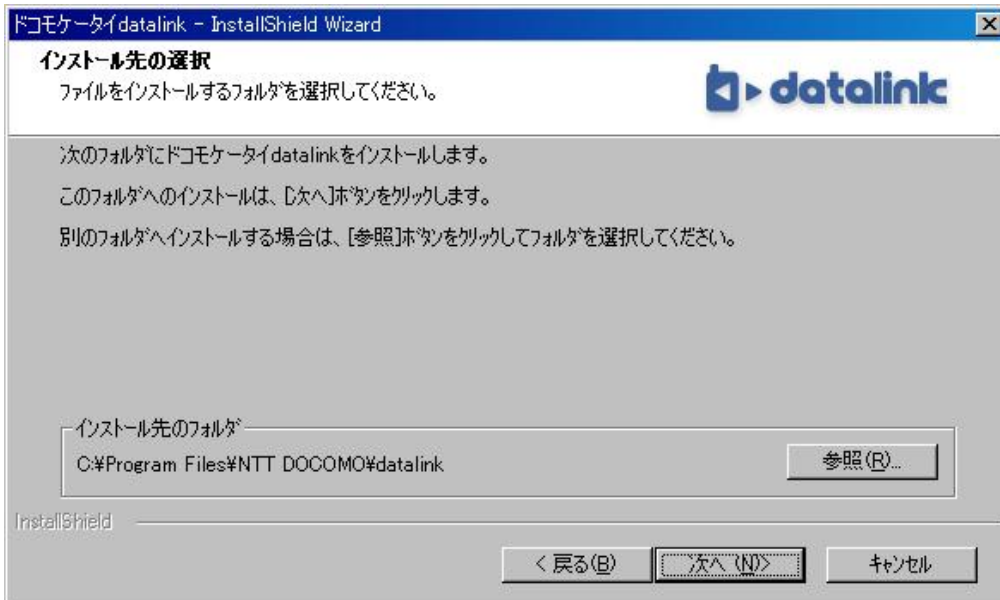 ドコモケータイdatalink - InstallShield Wizard
インストール先の選択
ファイルをインストールするフォルダを選択してください。
datalink
次のフォルダにドコモケータイdatalinkをインストールします。
このフォルダへのインストールは、[次へ]ボタンをクリックします。
別のフォルダへインストールする場合は、[参照]ボタンをクリックしてフォルダを選択してください。
インストール先のフォルダ
C:¥Program Files¥NTT DOCOMO¥datalink
参照(R)...
InstallShield
< 戻る(B)
次へ (N)>
キャンセル